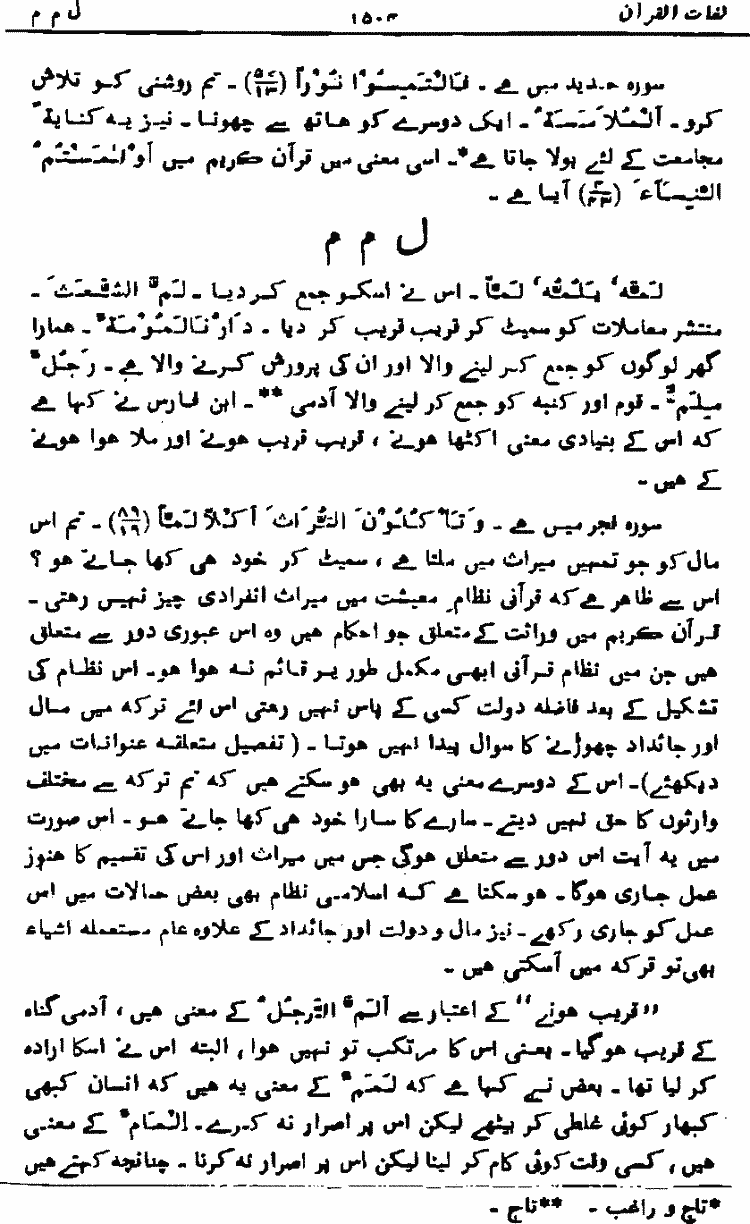 لغات القرآن ۱۵۰۳ ل م م
سورہ حدید میں ہے ۔ فَالْتَمِسُوْا نُوْراً (۵۷/۱۳) ۔ تم روشنی کو تلاش
کرو۔ اَلْمُلَامَسَةُ ۔ ایک دوسرے کو ہاتھ سے چھونا ۔ نیز یہ کنایةً
مجامعت کے لئے بولا جاتا ہے*۔ اسی معنی میں قرآن کریم میں اَوْلٰمَسْتُمُ
النِّسَآءَ (۴/۴۳) آیا ہے ۔
ل م م
لَمَّهُ يَلُمُّهُ لَمّاً ۔ اس نے اسکو جمع کر دیا ۔ لَمَّ الشَّعَثَ ۔
منتشر معاملات کو سمیٹ کر قریب قریب کر دیا ۔ دَارُنَالَمُوْمَةٌ ۔ ہمارا
گھر لوگوں کو جمع کر لینے والا اور ان کی پرورش کرنے والا ہے ۔ رَجُلٌ
مِلَمٌّ ۔ قوم اور کنبہ کو جمع کر لینے والا آدمی ** ۔ ابن فارس نے کہا ہے
کہ اس کے بنیادی معنی اکٹھا ہونے ، قریب قریب ہونے اور ملا ہوا ہونے
کے ہیں ۔
سورہ فجر میں ہے ۔ وَتَاْكُلُوْنَ التُّرَاثَ اَكْلاً لَمّاً (۸۹/۱۹) ۔ تم اس
مال کو جو تمہیں میراث میں ملتا ہے ، سمیٹ کر خود ہی کھا جاتے ہو ؟
اس سے ظاہر ہے کہ قرآنی نظامِ معیشت میں میراث انفرادی چیز نہیں رہتی ۔
قرآن کریم میں وراثت کے متعلق جو احکام ہیں وہ اس عبوری دور سے متعلق
ہیں جن میں نظام قرآنی ابھی مکمل طور پر قائم نہ ہوا ہو۔ اس نظام کی
تشکیل کے بعد فاضلہ دولت کسی کے پاس نہیں رہتی اس لئے ترکہ میں مال
اور جائداد چھوڑنے کا سوال پیدا نہیں ہوتا ۔ ( تفصیل متعلقہ عنوانات میں
دیکھئے)۔ اس کے دوسرے معنی یہ بھی ہو سکتے ہیں کہ تم ترکہ سے مختلف
وارثوں کا حق نہیں دیتے ۔ سارے کا سارا خود ہی کھا جاتے ہو ۔ اس صورت
میں یہ آیت اس دور سے متعلق ہوگی جس میں میراث اور اس کی تقسیم کا ہنوز
عمل جاری ہوگا ۔ ہو سکتا ہے کہ اسلامی نظام بھی بعض حالات میں اس
عمل کو جاری رکھے ۔ نیز مال و دولت اور جائداد کے علاوہ عام مستعملہ اشیاء
بھی تو ترکہ میں آسکتی ہیں ۔
”قریب ہونے“ کے اعتبار سے اَلَمَّ الرَّجُلُ کے معنی ہیں ، آدمی گناہ
کے قریب ہو گیا ۔ یعنی اس کا مرتکب تو نہیں ہوا ، البتہ اس نے اسکا ارادہ
کر لیا تھا ۔ بعض نے کہا ہے کہ لَمَمٌ کے معنی یہ ہیں کہ انسان کبھی
کبھار کوئی غلطی کر بیٹھے لیکن اس پر اصرار نہ کرے ۔ اِلْمَامٌ کے معنی
ہیں ، کسی وقت کوئی کام کر لینا لیکن اس پر اصرار نہ کرنا ۔ چنانچہ کہتے ہیں
*تاج و راغب ۔ **تاج ۔